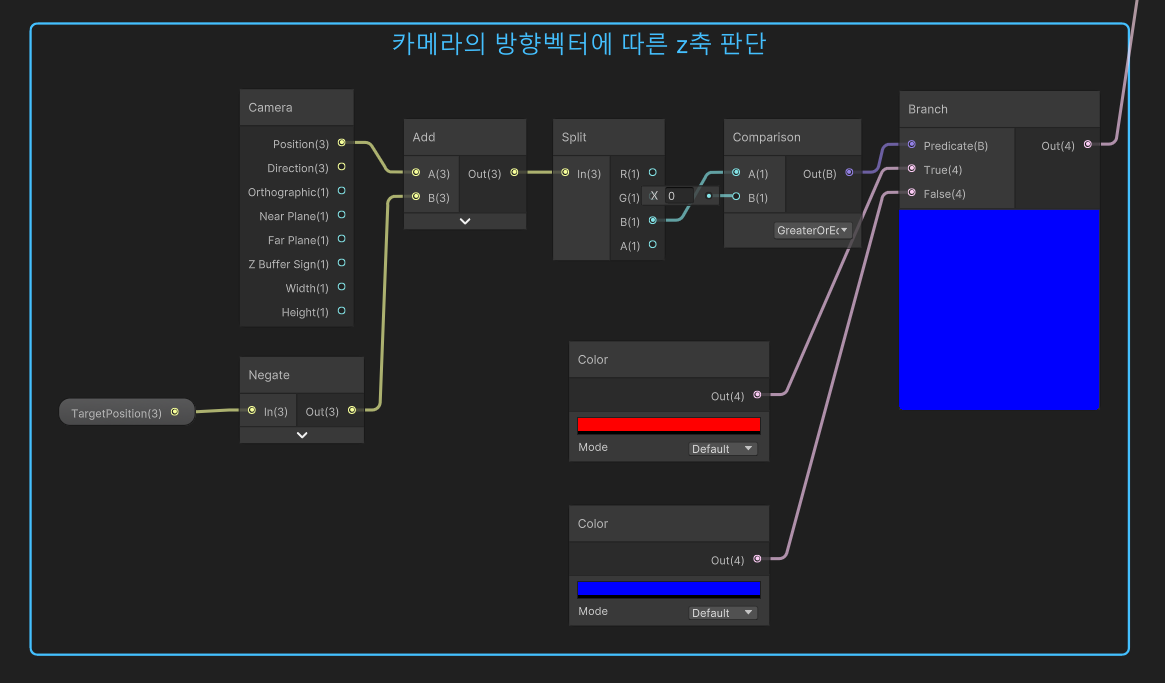 카메라의 방향벡터에 따른 z축 판단
Camera
Position(3)
Direction(3)
Orthographic(1)
Near Plane(1)
Far Plane(1)
Z Buffer Sign(1)
Width(1)
Height(1)
Add
A(3)
Out(3)
B(3)
Split
In(3)
R(1)
G(1)
B(1)
A(1)
X 0
Comparison
A(1)
Out(B)
B(1)
GreaterOrEc
Branch
Predicate(B)
Out(4)
True(4)
False(4)
Negate
In(3)
Out(3)
TargetPosition(3)
Color
Out(4)
Mode
Default
Color
Out(4)
Mode
Default